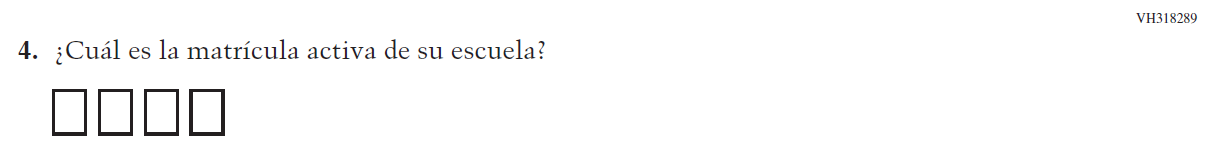 VH318289
4. ¿Cuál es la matrícula activa de su escuela?